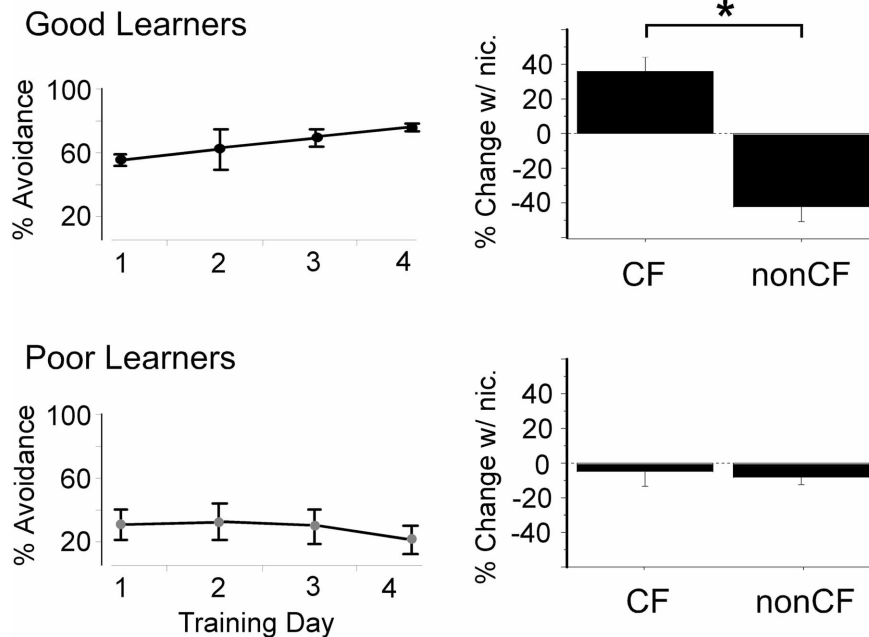 Good Learners
% Avoidance
100
60
20
1 2 3 4
*
% Change w/ nic.
40
20
0
-20
-40
CF nonCF
Poor Learners
% Avoidance
100
60
20
1 2 3 4
Training Day
% Change w/ nic.
40
20
0
-20
-40
CF nonCF